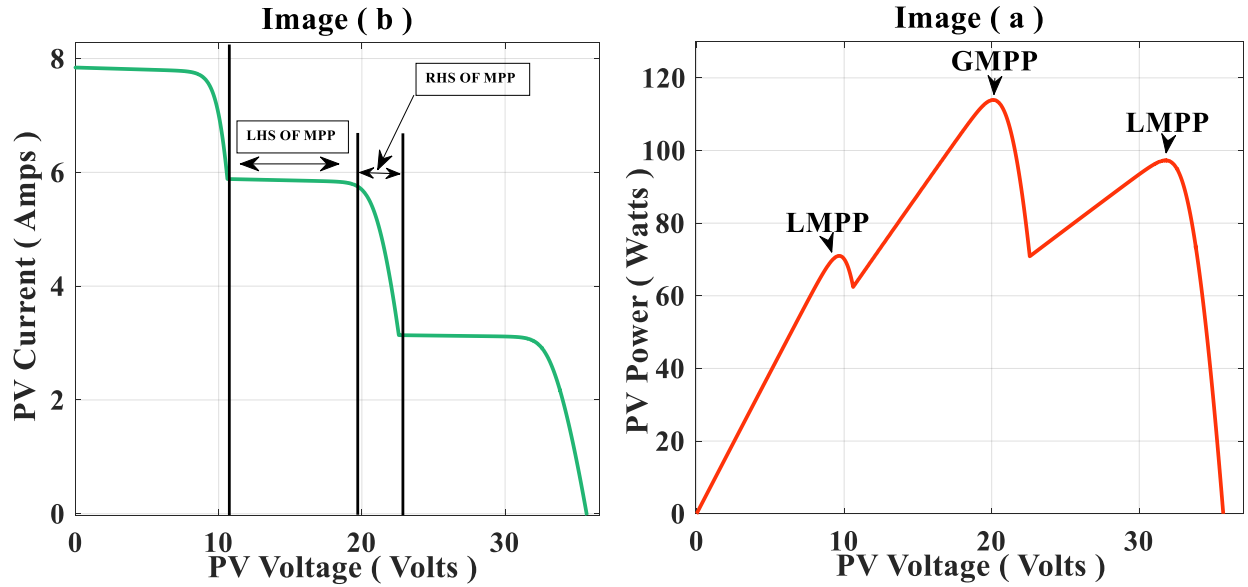 Image ( b )
8
6
4
2
0
0
10
20
30
PV Current ( Amps )
PV Voltage ( Volts )
LHS OF MPP
RHS OF MPP
Image ( a )
120
100
80
60
40
20
0
0
10
20
30
PV Power ( Watts )
PV Voltage ( Volts )
LMPP
GMPP
LMPP